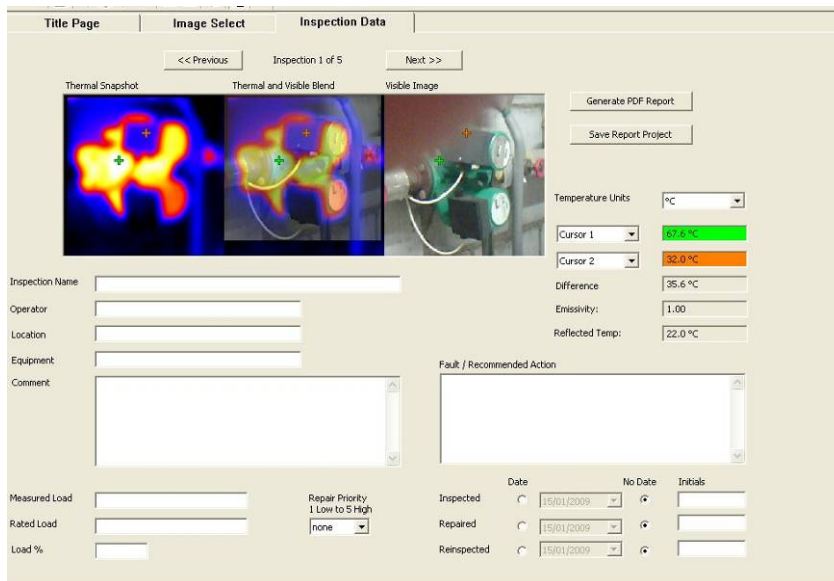 Title Page Image Select Inspection Data
<< Previous Inspection 1 of 5 Next >>
Thermal Snapshot Thermal and Visible Blend Visible Image
Generate PDF Report
Save Report Project
Temperature Units °C
Cursor 1 67.6 °C
Cursor 2 32.0 °C
Difference 35.6 °C
Emissivity: 1.00
Reflected Temp: 22.0 °C
Inspection Name
Operator
Location
Equipment
Comment
Fault / Recommended Action
Measured Load
Rated Load
Load %
Repair Priority
1 Low to 5 High
none
Date No Date Initials
Inspected 15/01/2009
Repaired 15/01/2009
Reinspected 15/01/2009